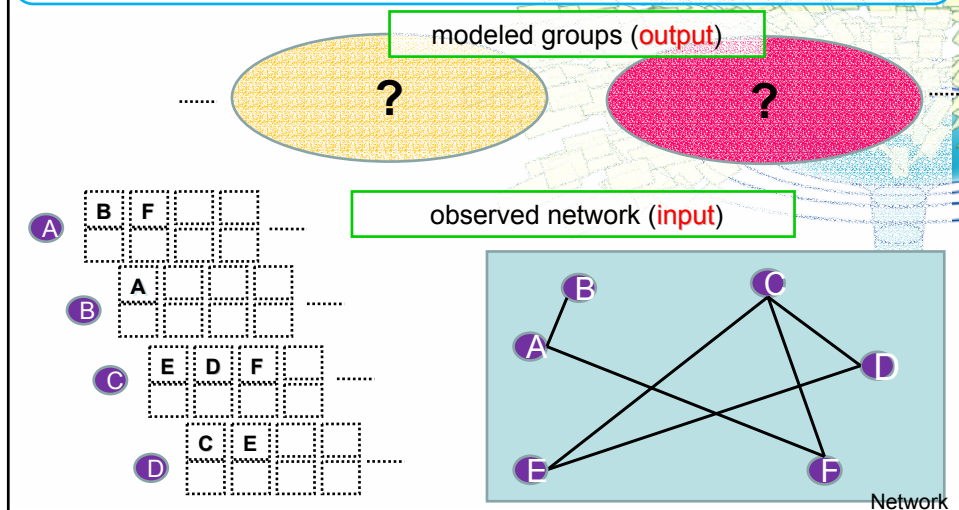 modeled groups (output)
...... ? ? ......
observed network (input)
A B F ......
B A ......
C E D F ......
D C E ......
B
C
A
D
E
F
Network